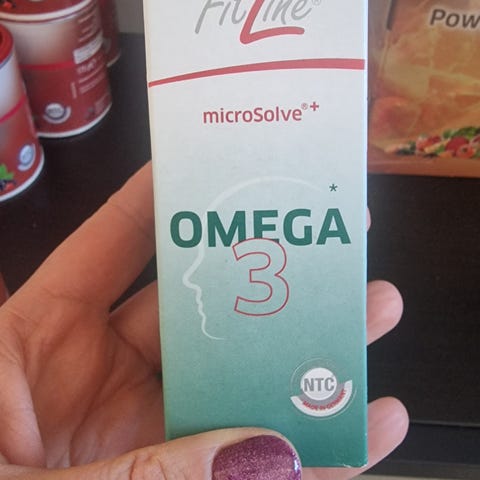 FitLine®
Pow
microSolve®+
OMEGA*
3
NTC
MADE IN GERMANY